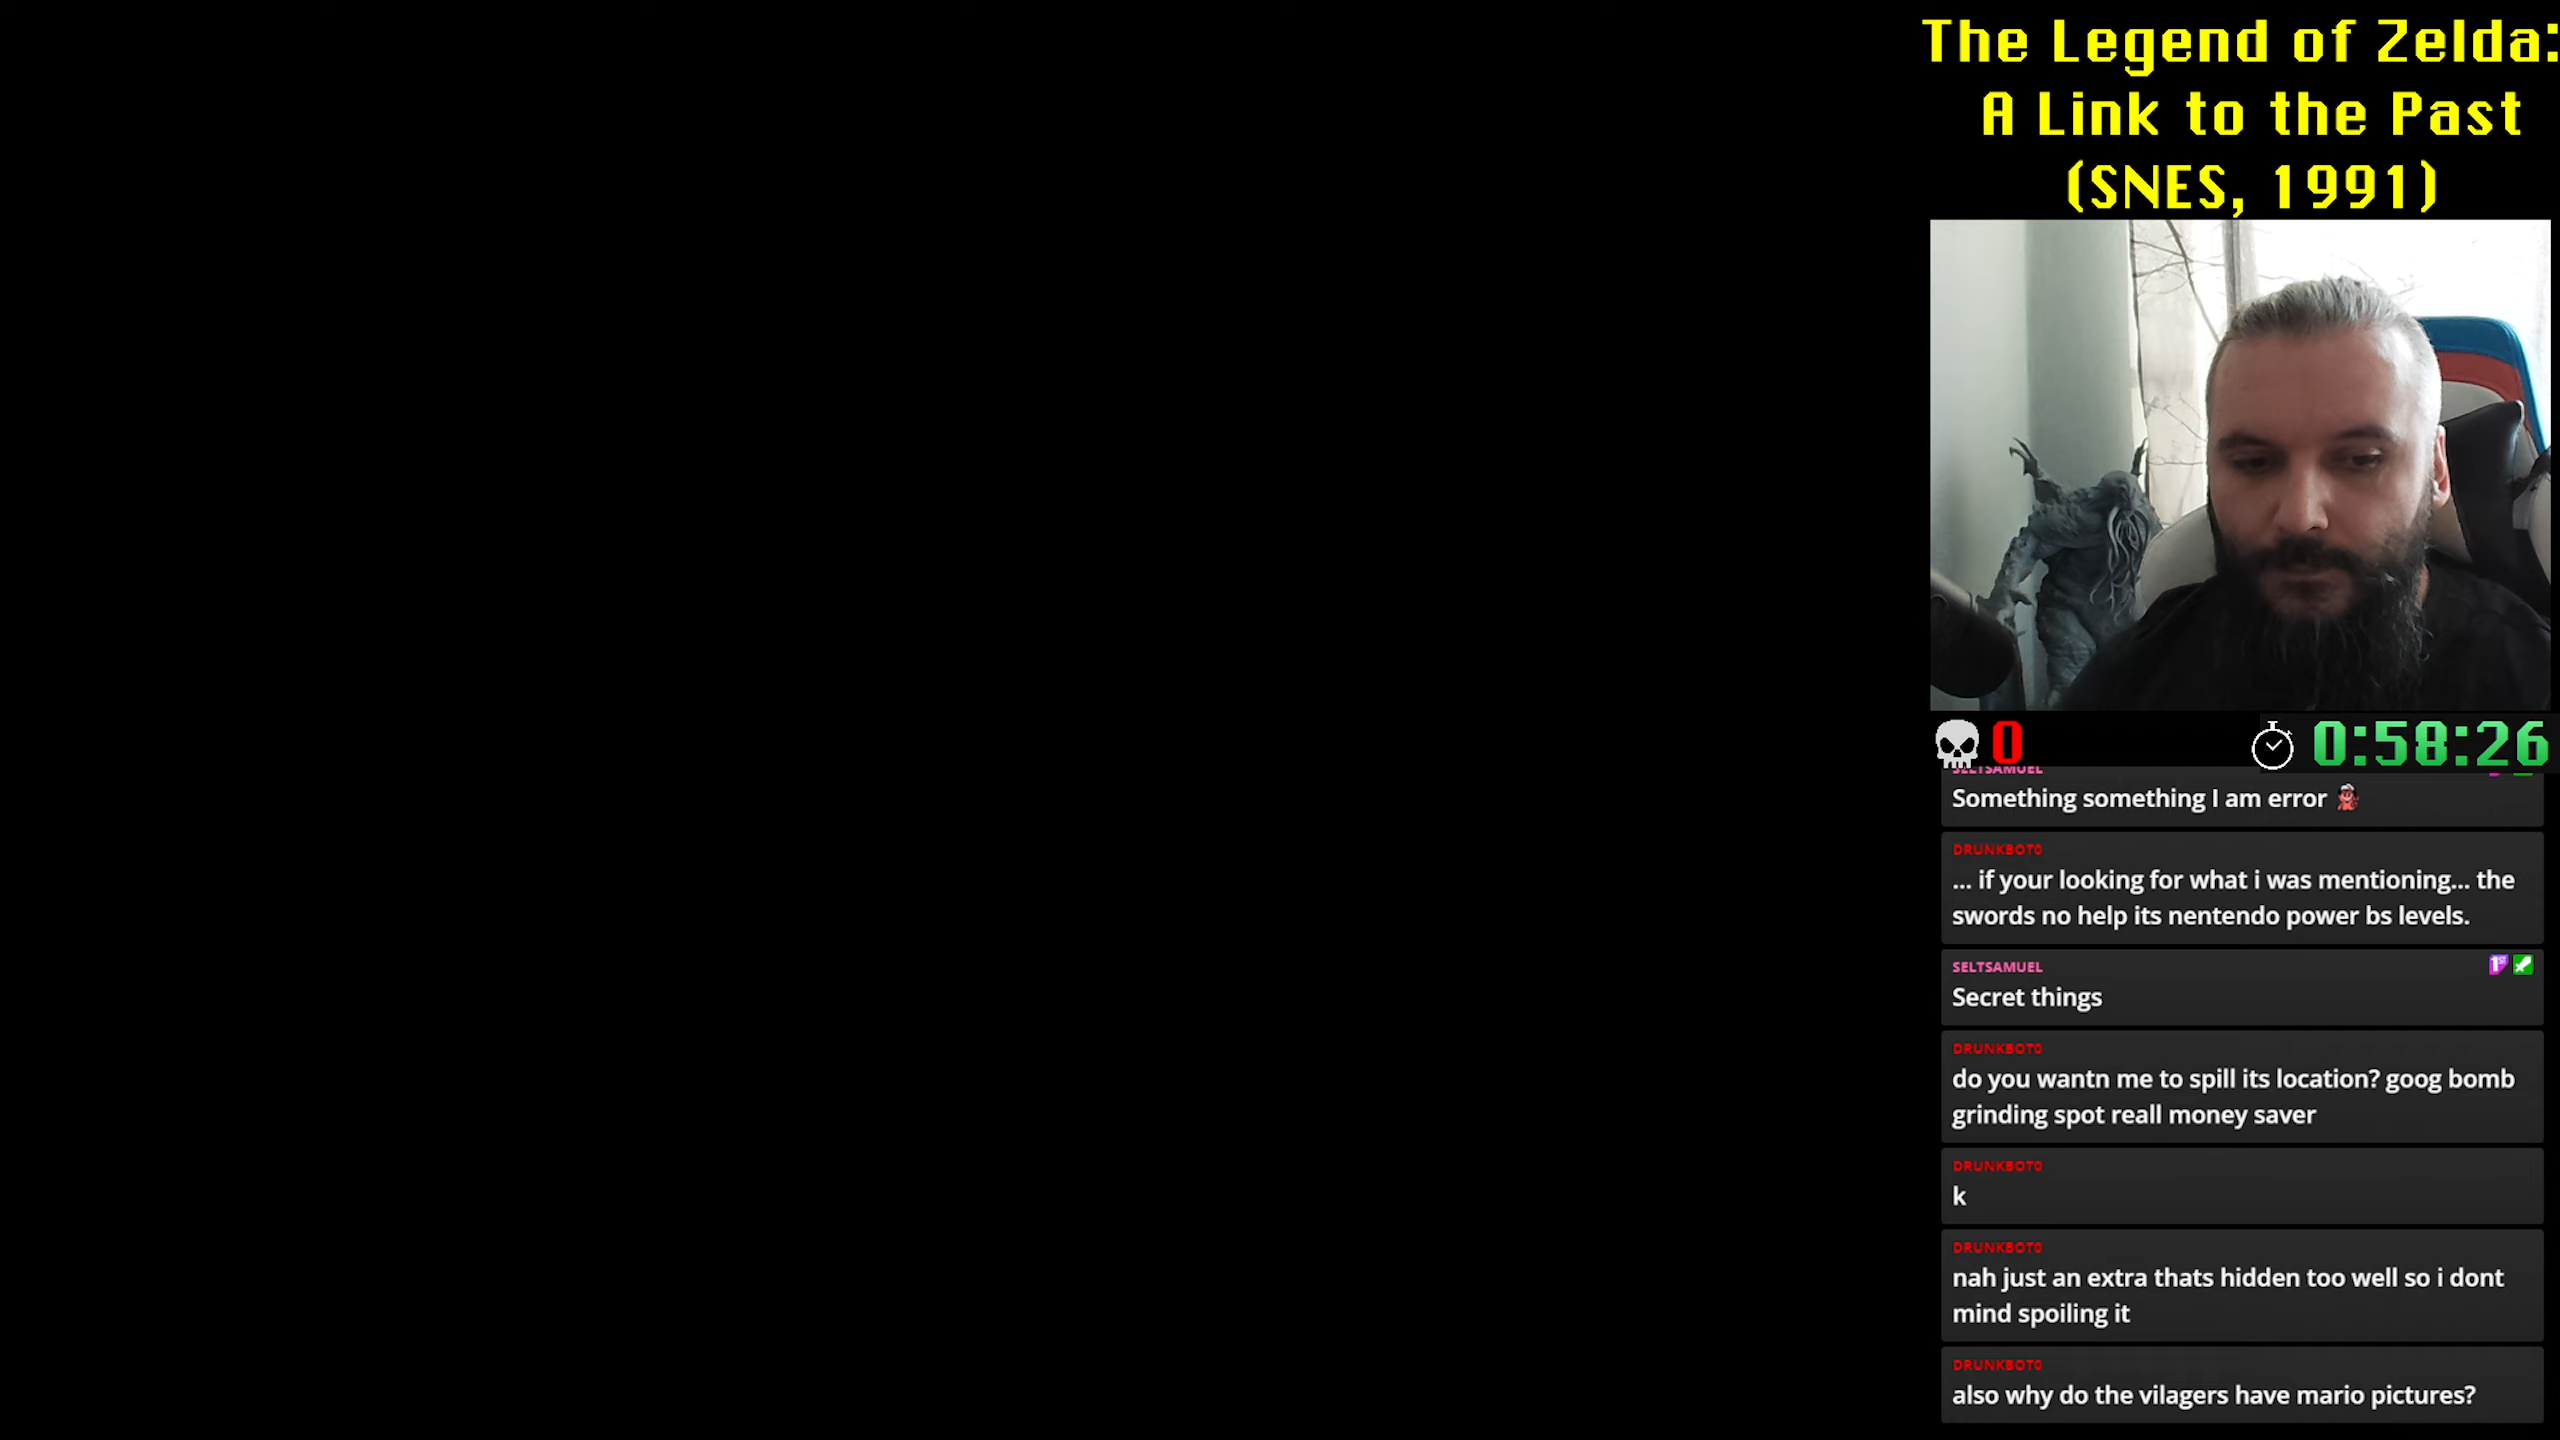 The Legend of Zelda:
A Link to the Past
(SNES, 1991)
0
0:58:26
SELTSAMUEL
Something something I am error
DRUNKBOT0
... if your looking for what i was mentioning... the
swords no help its nentendo power bs levels.
SELTSAMUEL
1ST
Secret things
DRUNKBOT0
do you wantn me to spill its location? goog bomb
grinding spot reall money saver
DRUNKBOT0
k
DRUNKBOT0
nah just an extra thats hidden too well so i dont
mind spoiling it
DRUNKBOT0
also why do the vilagers have mario pictures?